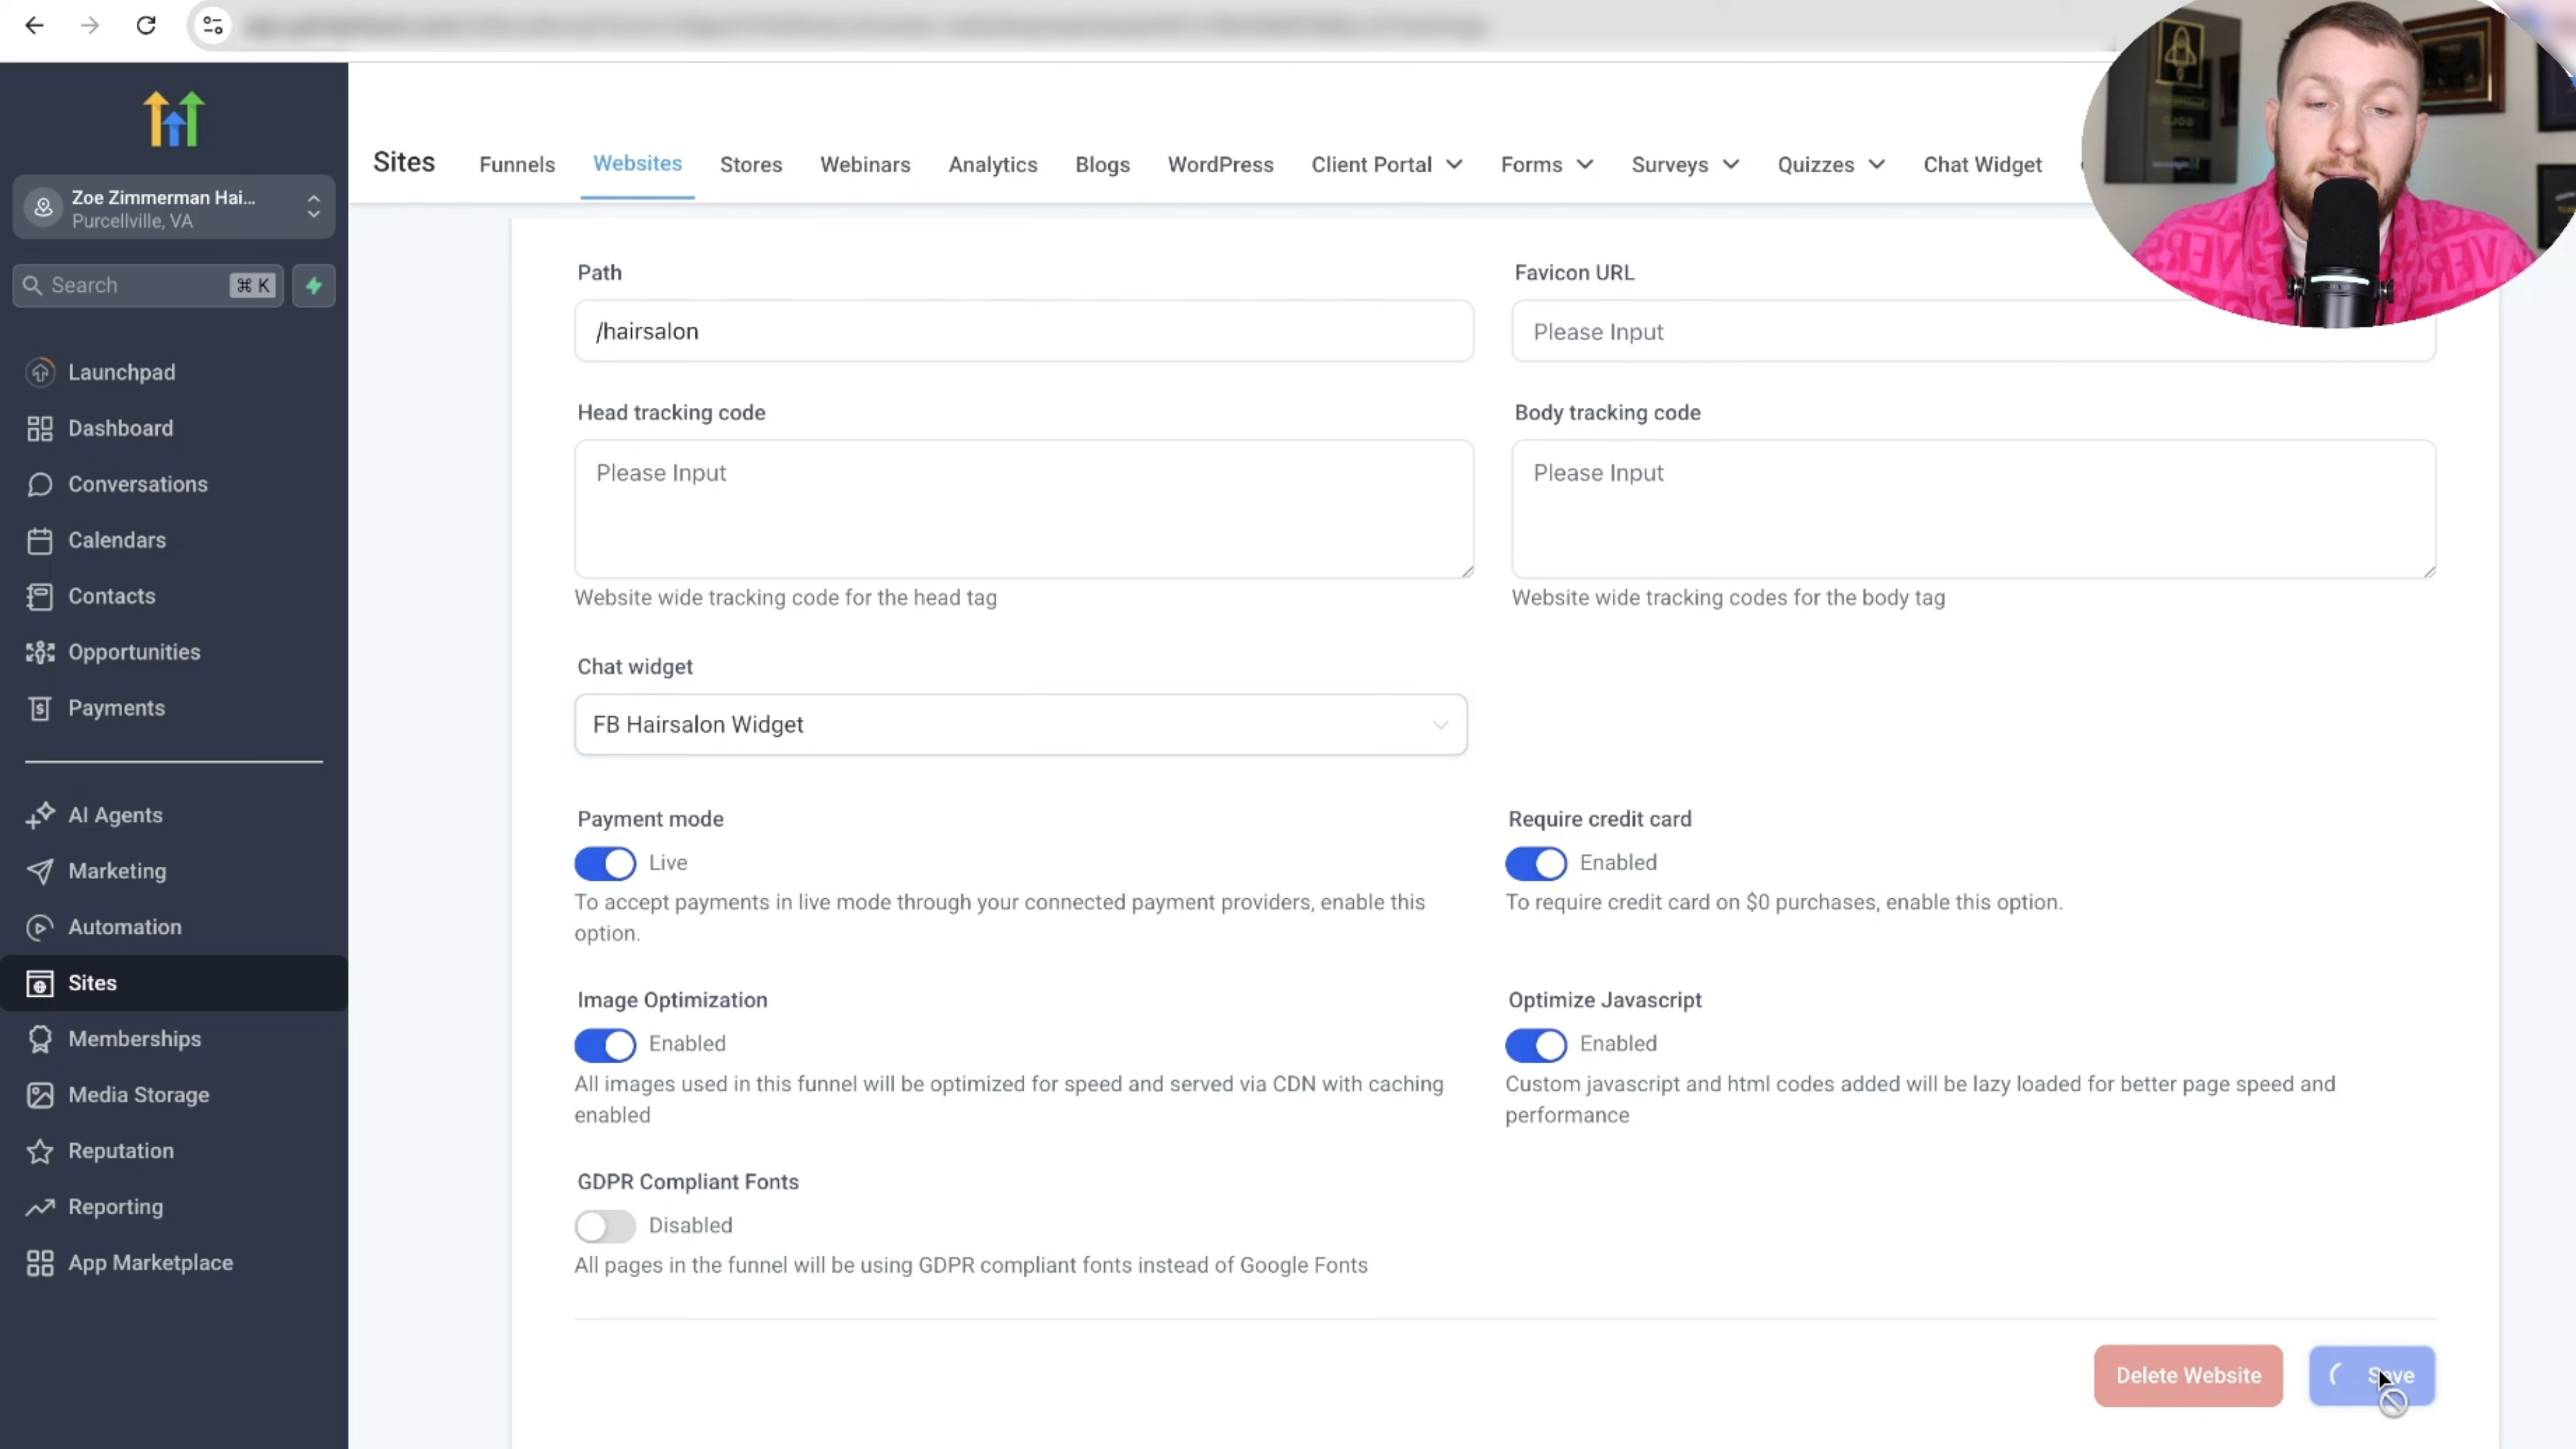 Zoe Zimmerman Hai...
Purcellville, VA
Search
⌘ K
Launchpad
Dashboard
Conversations
Calendars
Contacts
Opportunities
Payments
AI Agents
Marketing
Automation
Sites
Memberships
Media Storage
Reputation
Reporting
App Marketplace
Sites Funnels Websites Stores Webinars Analytics Blogs WordPress Client Portal Forms Surveys Quizzes Chat Widget
Path
/hairsalon
Favicon URL
Please Input
Head tracking code
Please Input
Website wide tracking code for the head tag
Body tracking code
Please Input
Website wide tracking codes for the body tag
Chat widget
FB Hairsalon Widget
Payment mode
Live
To accept payments in live mode through your connected payment providers, enable this
option.
Require credit card
Enabled
To require credit card on $0 purchases, enable this option.
Image Optimization
Enabled
All images used in this funnel will be optimized for speed and served via CDN with caching
enabled
Optimize Javascript
Enabled
Custom javascript and html codes added will be lazy loaded for better page speed and
performance
GDPR Compliant Fonts
Disabled
All pages in the funnel will be using GDPR compliant fonts instead of Google Fonts
Delete Website
Save